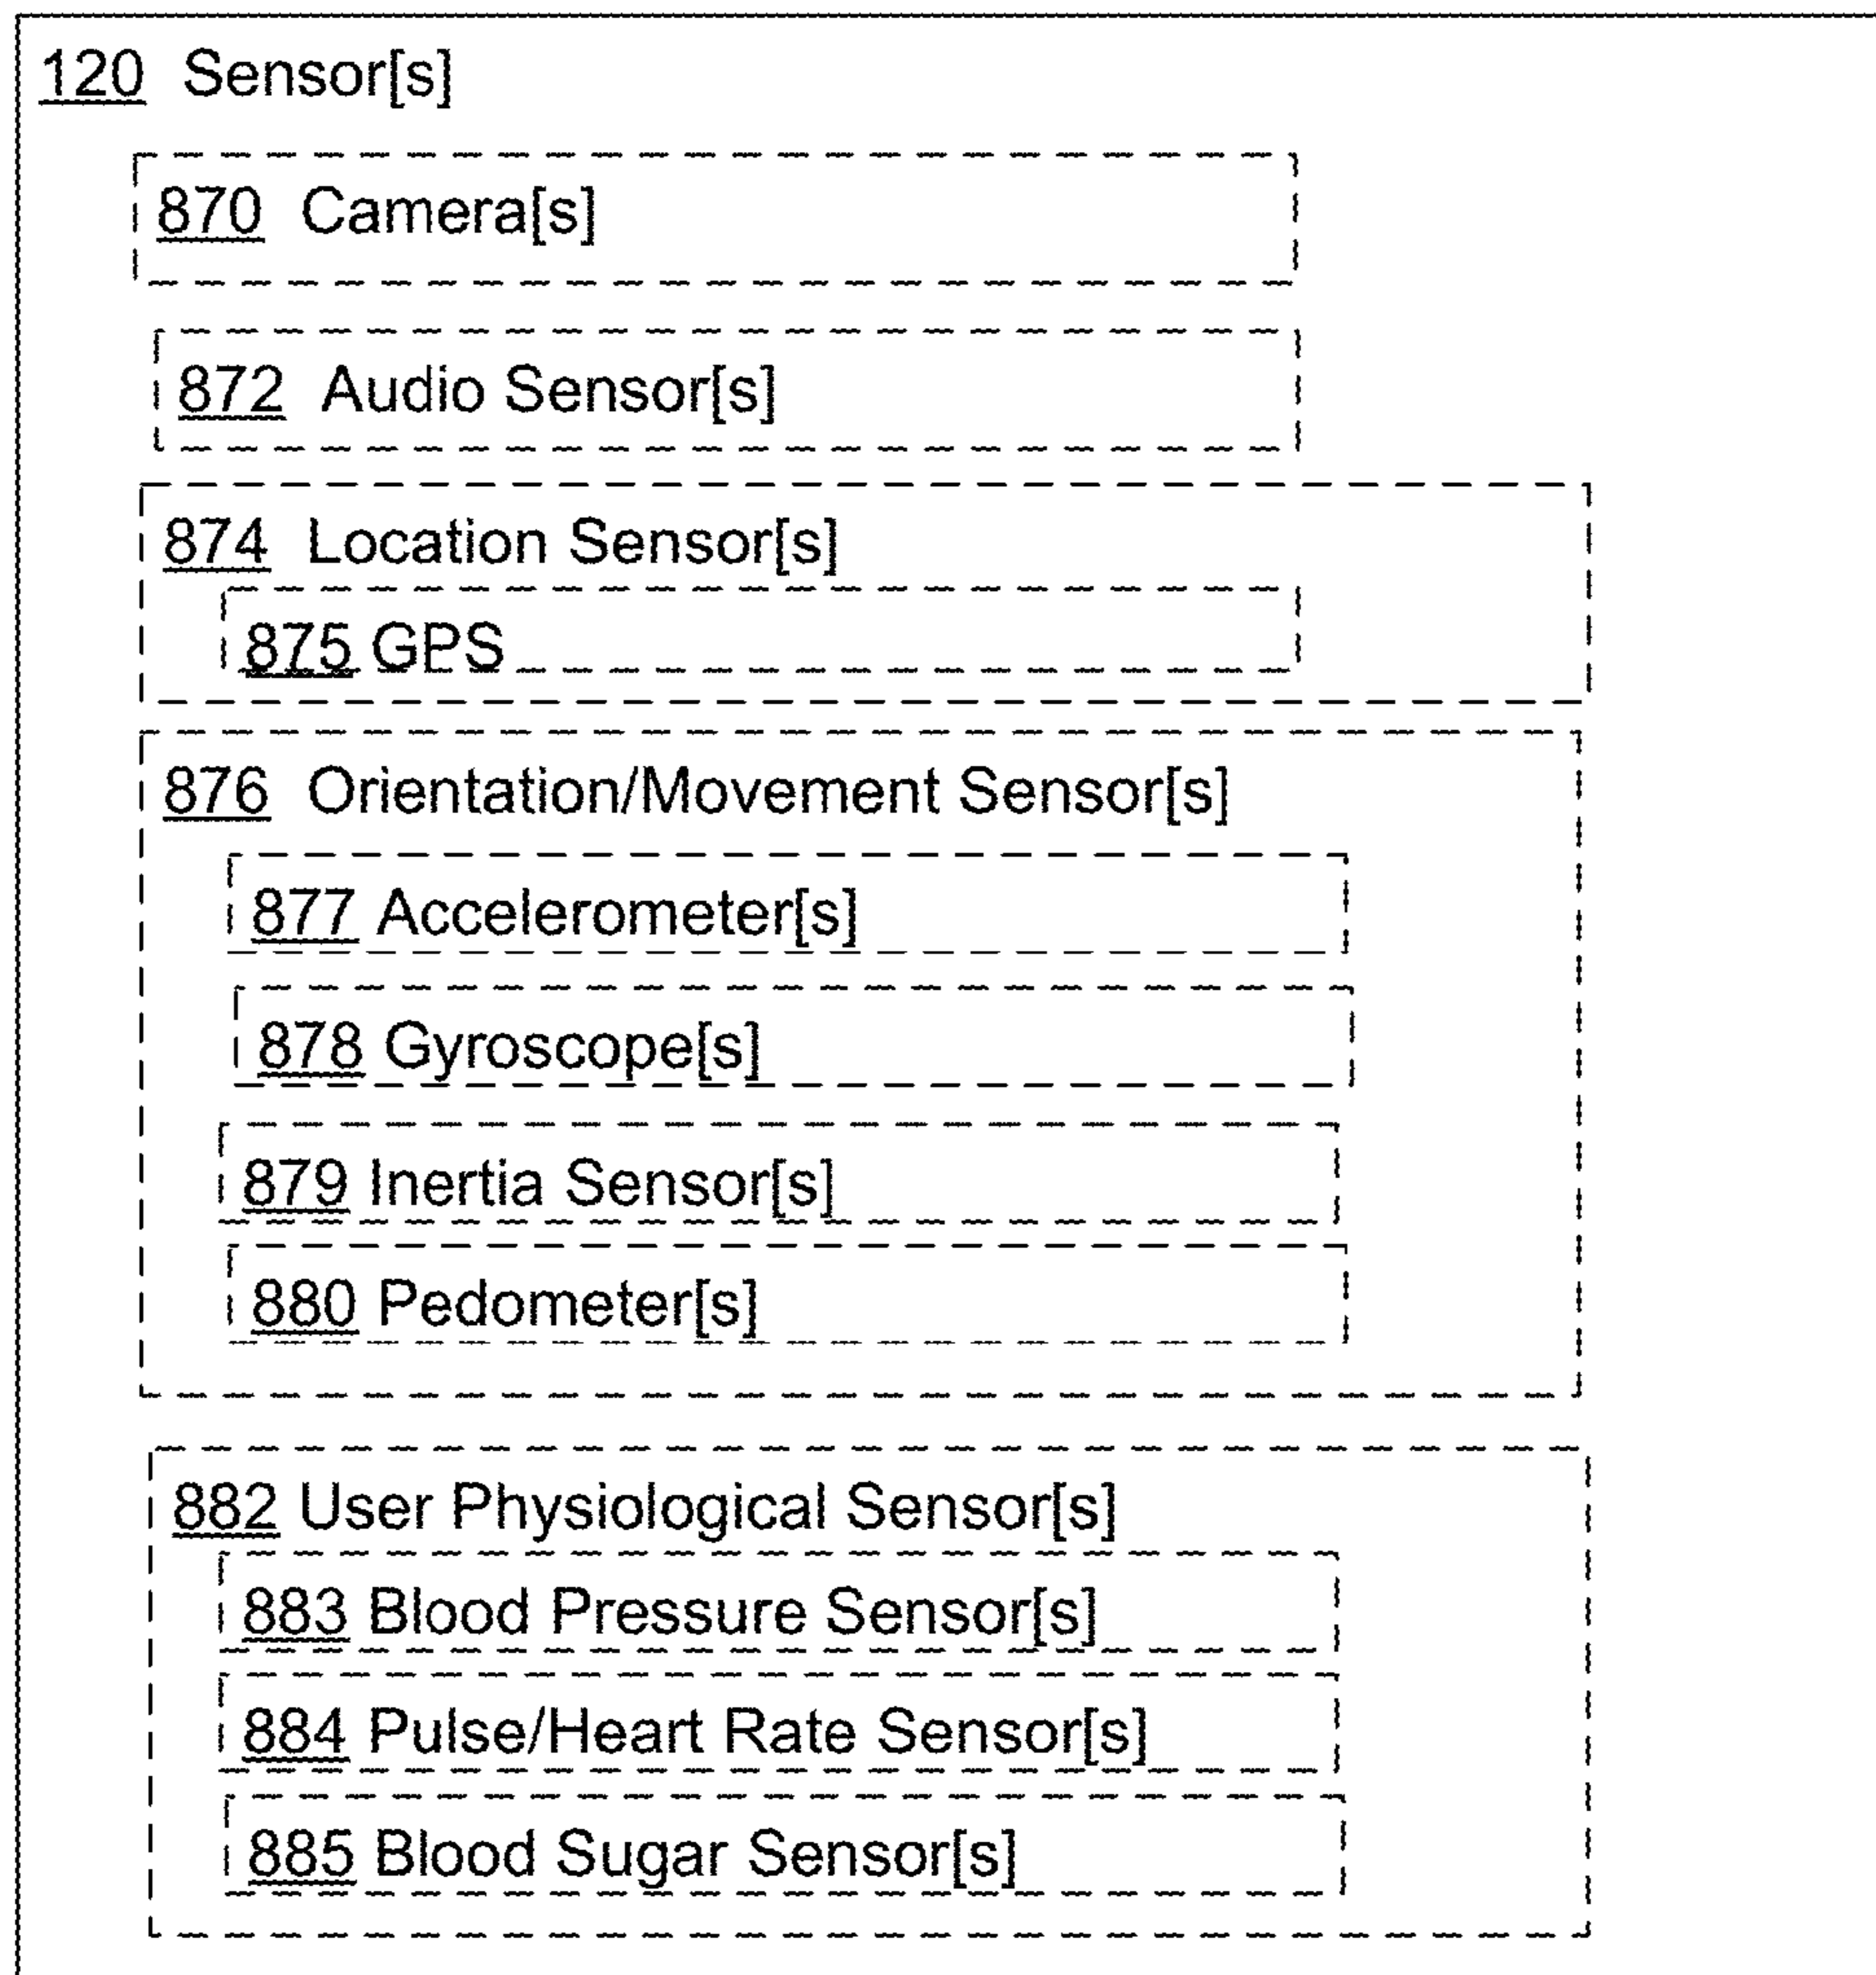 120 Sensor[s]
870 Camera[s]
872 Audio Sensor[s]
874 Location Sensor[s]
875 GPS
876 Orientation/Movement Sensor[s]
877 Accelerometer[s]
878 Gyroscope[s]
879 Inertia Sensor[s]
880 Pedometer[s]
882 User Physiological Sensor[s]
883 Blood Pressure Sensor[s]
884 Pulse/Heart Rate Sensor[s]
885 Blood Sugar Sensor[s]